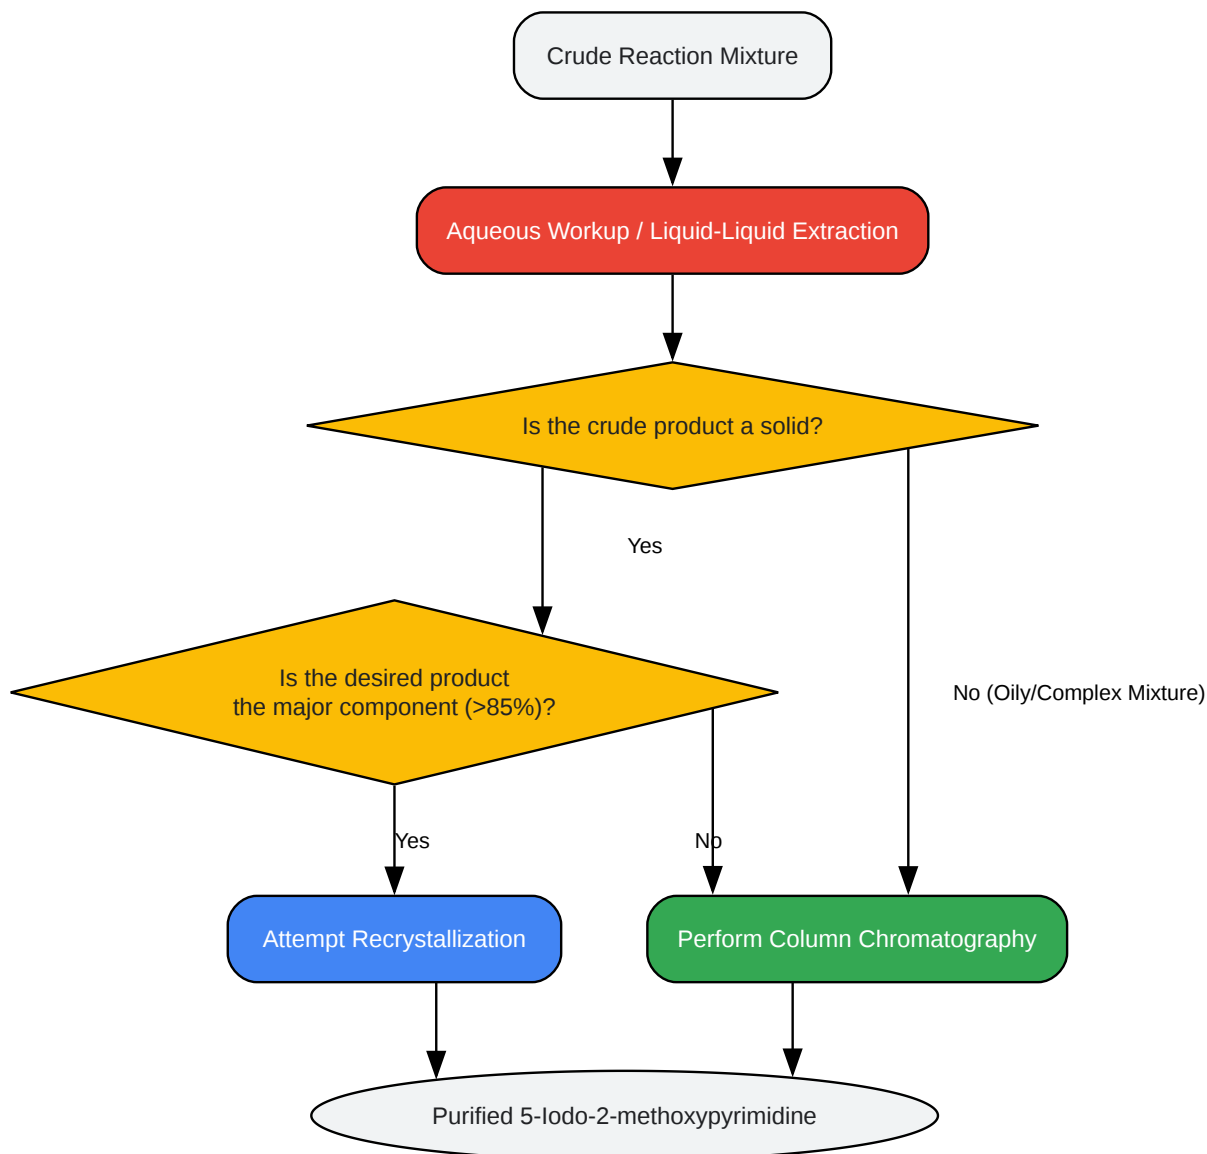 Crude Reaction Mixture
Aqueous Workup / Liquid-Liquid Extraction
Is the crude product a solid?
Yes
Is the desired product
the major component (>85%)?
No (Oily/Complex Mixture)
Yes
No
Attempt Recrystallization
Perform Column Chromatography
Purified 5-Iodo-2-methoxypyrimidine